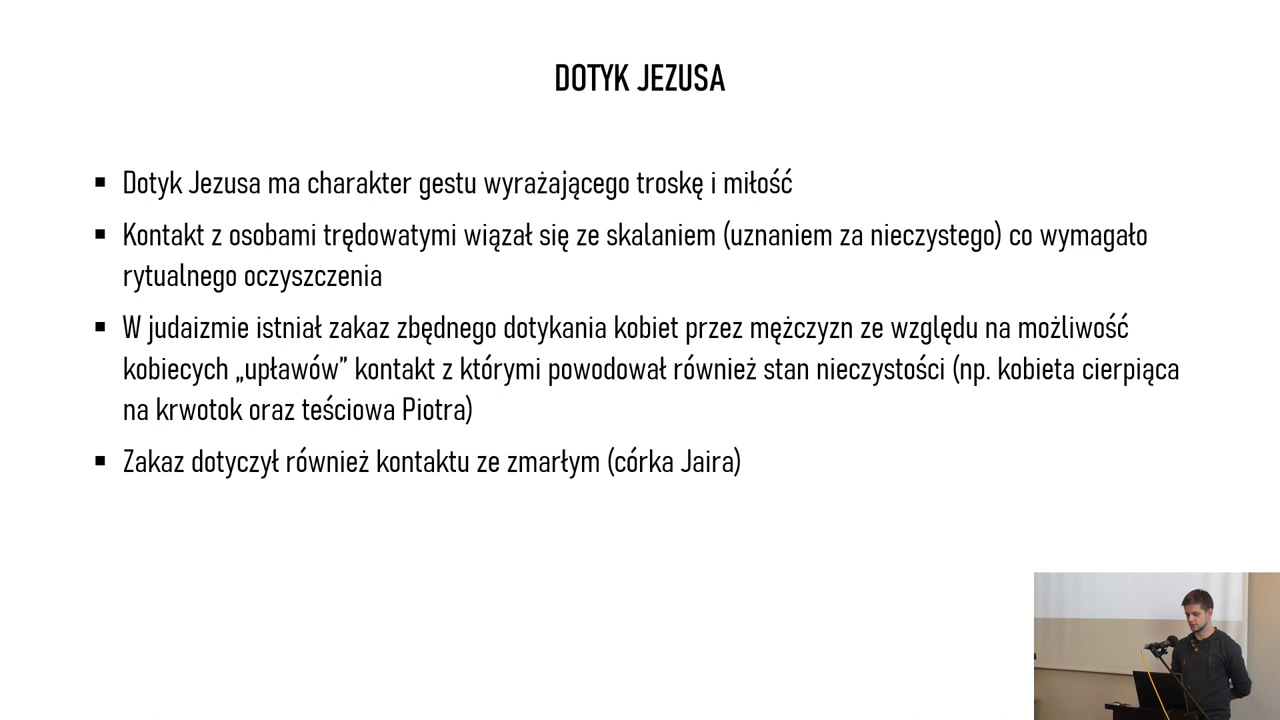 DOTYK JEZUSA
▪ Dotyk Jezusa ma charakter gestu wyrażającego troskę i miłość
▪ Kontakt z osobami trędowatymi wiązał się ze skalaniem (uznaniem za nieczystego) co wymagało
rytualnego oczyszczenia
▪ W judaizmie istniał zakaz zbędnego dotykania kobiet przez mężczyzn ze względu na możliwość
kobiecych „upławów” kontakt z którymi powodował również stan nieczystości (np. kobieta cierpiąca
na krwotok oraz teściowa Piotra)
▪ Zakaz dotyczył również kontaktu ze zmarłym (córka Jaira)